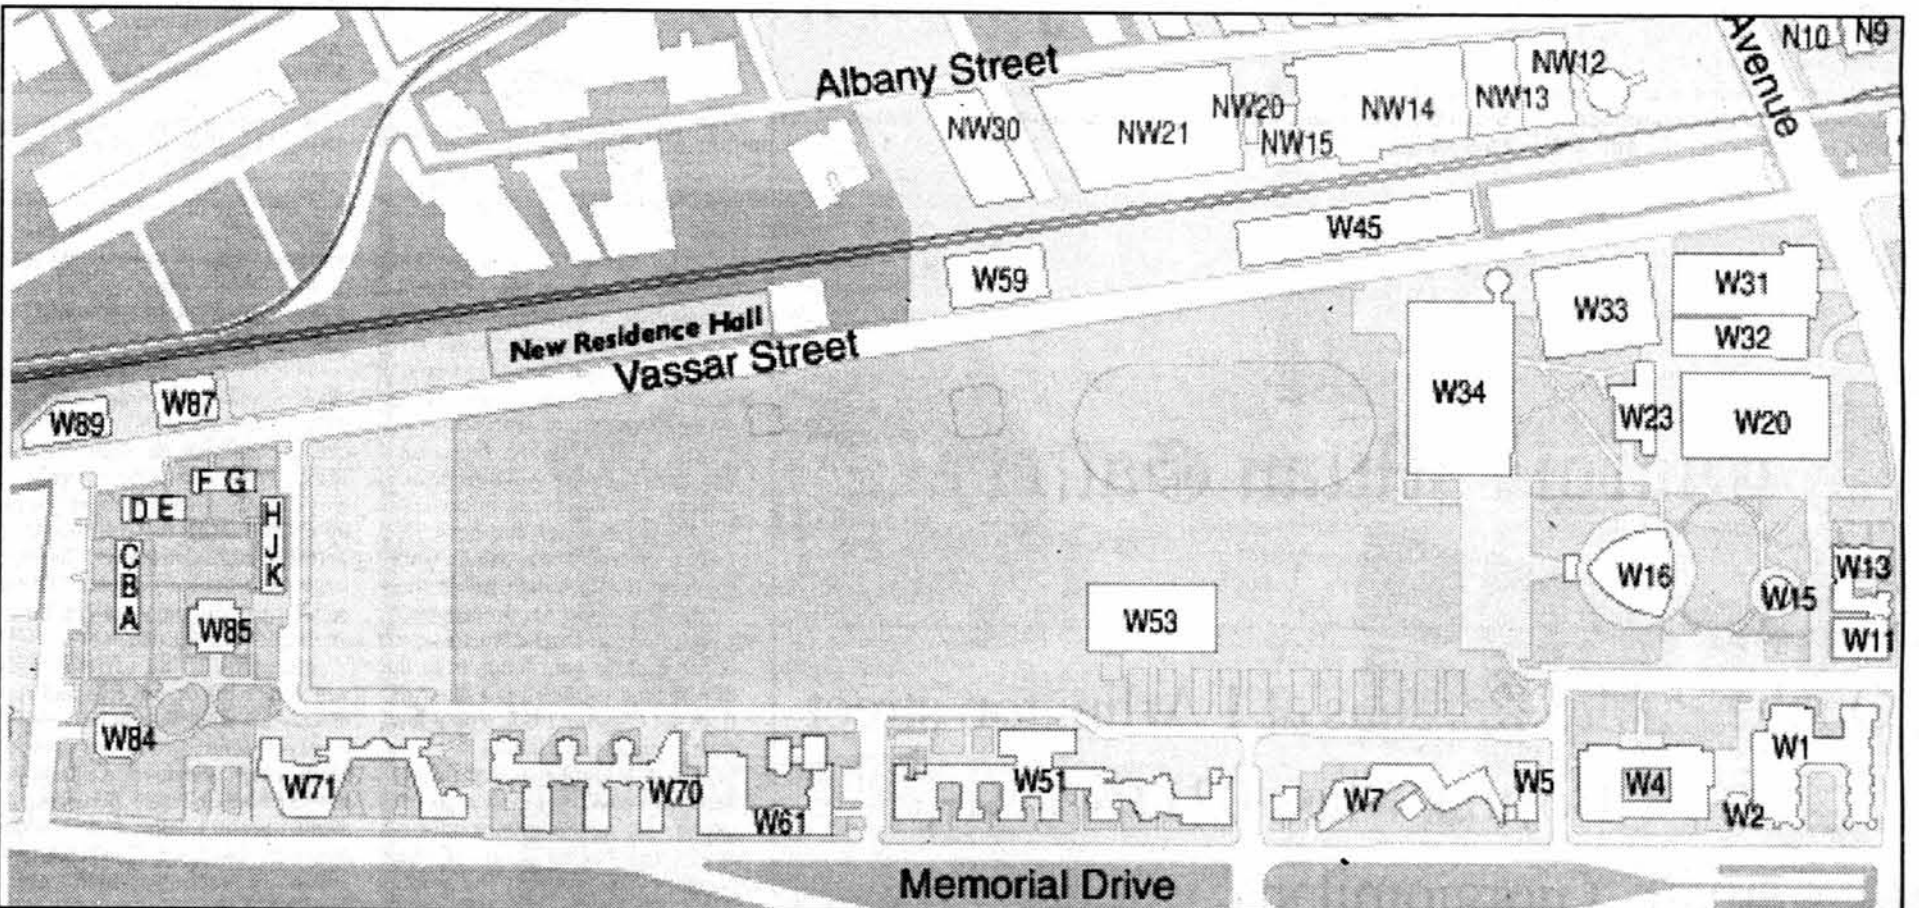 Albany Street
Avenue
N10
N9
NW12
NW13
NW14
NW20
NW15
NW21
NW30
W45
W59
New Residence Hall
Vassar Street
W31
W33
W32
W34
W23
W20
W87
W89
F G
D E
H
J
K
C
B
A
W85
W84
W53
W16
W15
W13
W11
W71
W70
W61
W51
W7
W5
W4
W2
W1
Memorial Drive